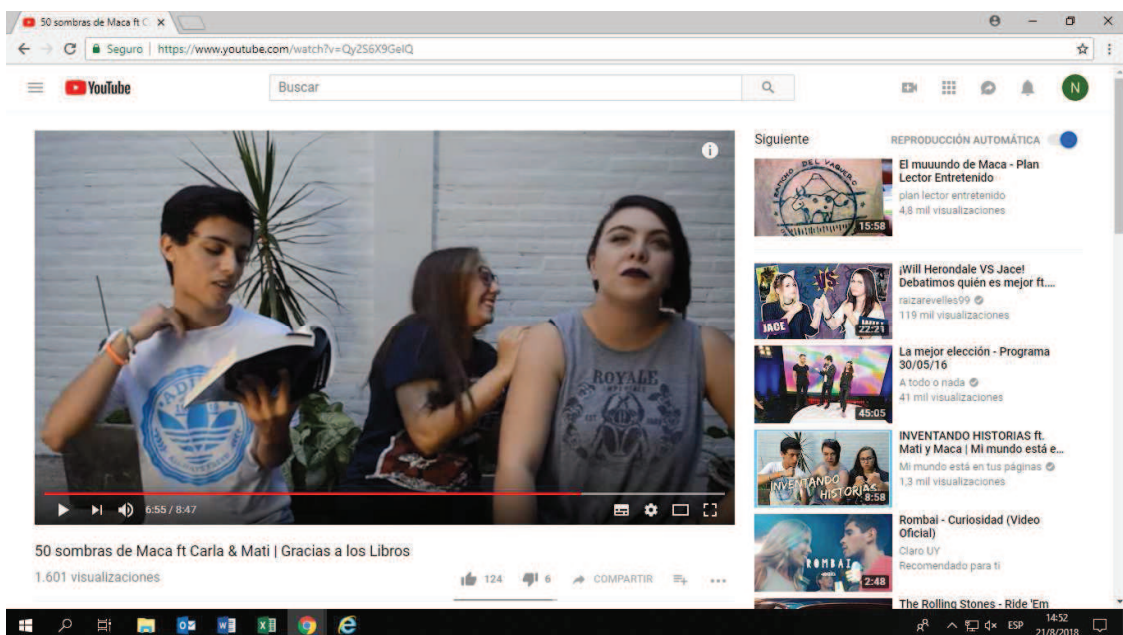 50 sombras de Maca ft C
Seguro | https://www.youtube.com/watch?v=Qy2S6X9GeIQ
YouTube
Buscar
N
ADIDAS
ROYALE
6:55 / 8:47
50 sombras de Maca ft Carla & Mati | Gracias a los Libros
1.601 visualizaciones
124
6
COMPARTIR
Siguiente
REPRODUCCIÓN AUTOMÁTICA
RANCHO DEL VAQUERO
15:58
El muuundo de Maca - Plan
Lector Entretenido
plan lector entretenido
4,8 mil visualizaciones
VS
JACE
22:21
¡Will Herondale VS Jace!
Debatimos quién es mejor ft....
raizarevelles99
119 mil visualizaciones
45:05
La mejor elección - Programa
30/05/16
A todo o nada
41 mil visualizaciones
INVENTANDO
HISTORIAS
8:58
INVENTANDO HISTORIAS ft.
Mati y Maca | Mi mundo está e...
Mi mundo está en tus páginas
1,3 mil visualizaciones
ROMBAI
2:48
Rombai - Curiosidad (Video
Oficial)
Claro UY
Recomendado para ti
The Rolling Stones - Ride 'Em
ESP
14:52
21/8/2018